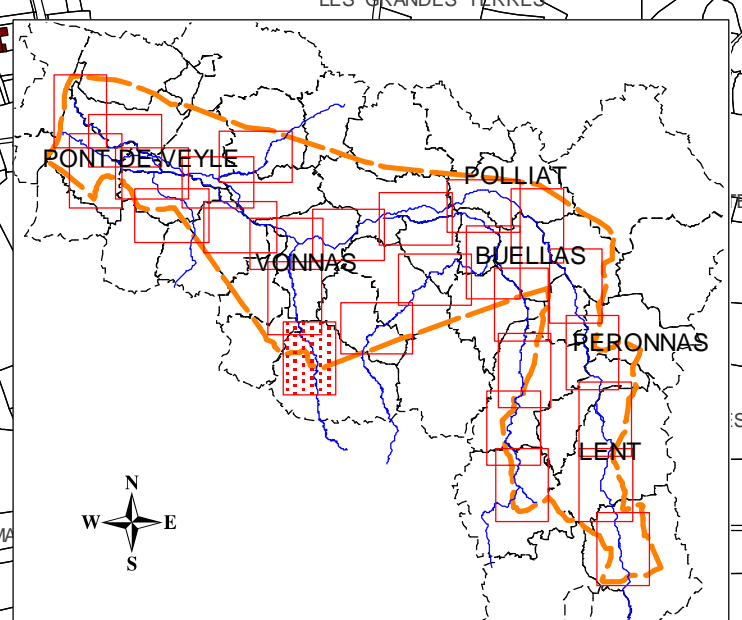 LES GRANDES TERRES
PONT-DE-VEYLE
POLLIAT
VONNAS
BUELLAS
PERONNAS
LENT
N
W E
S